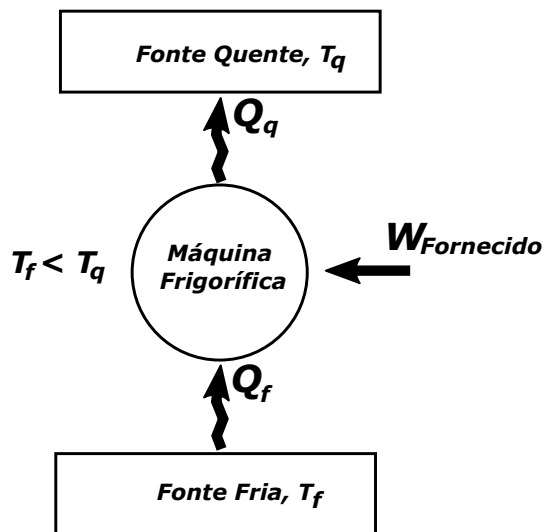 Fonte Quente, Tq
Qq
Tf < Tq
Máquina
Frigorífica
WFornecido
Qf
Fonte Fria, Tf